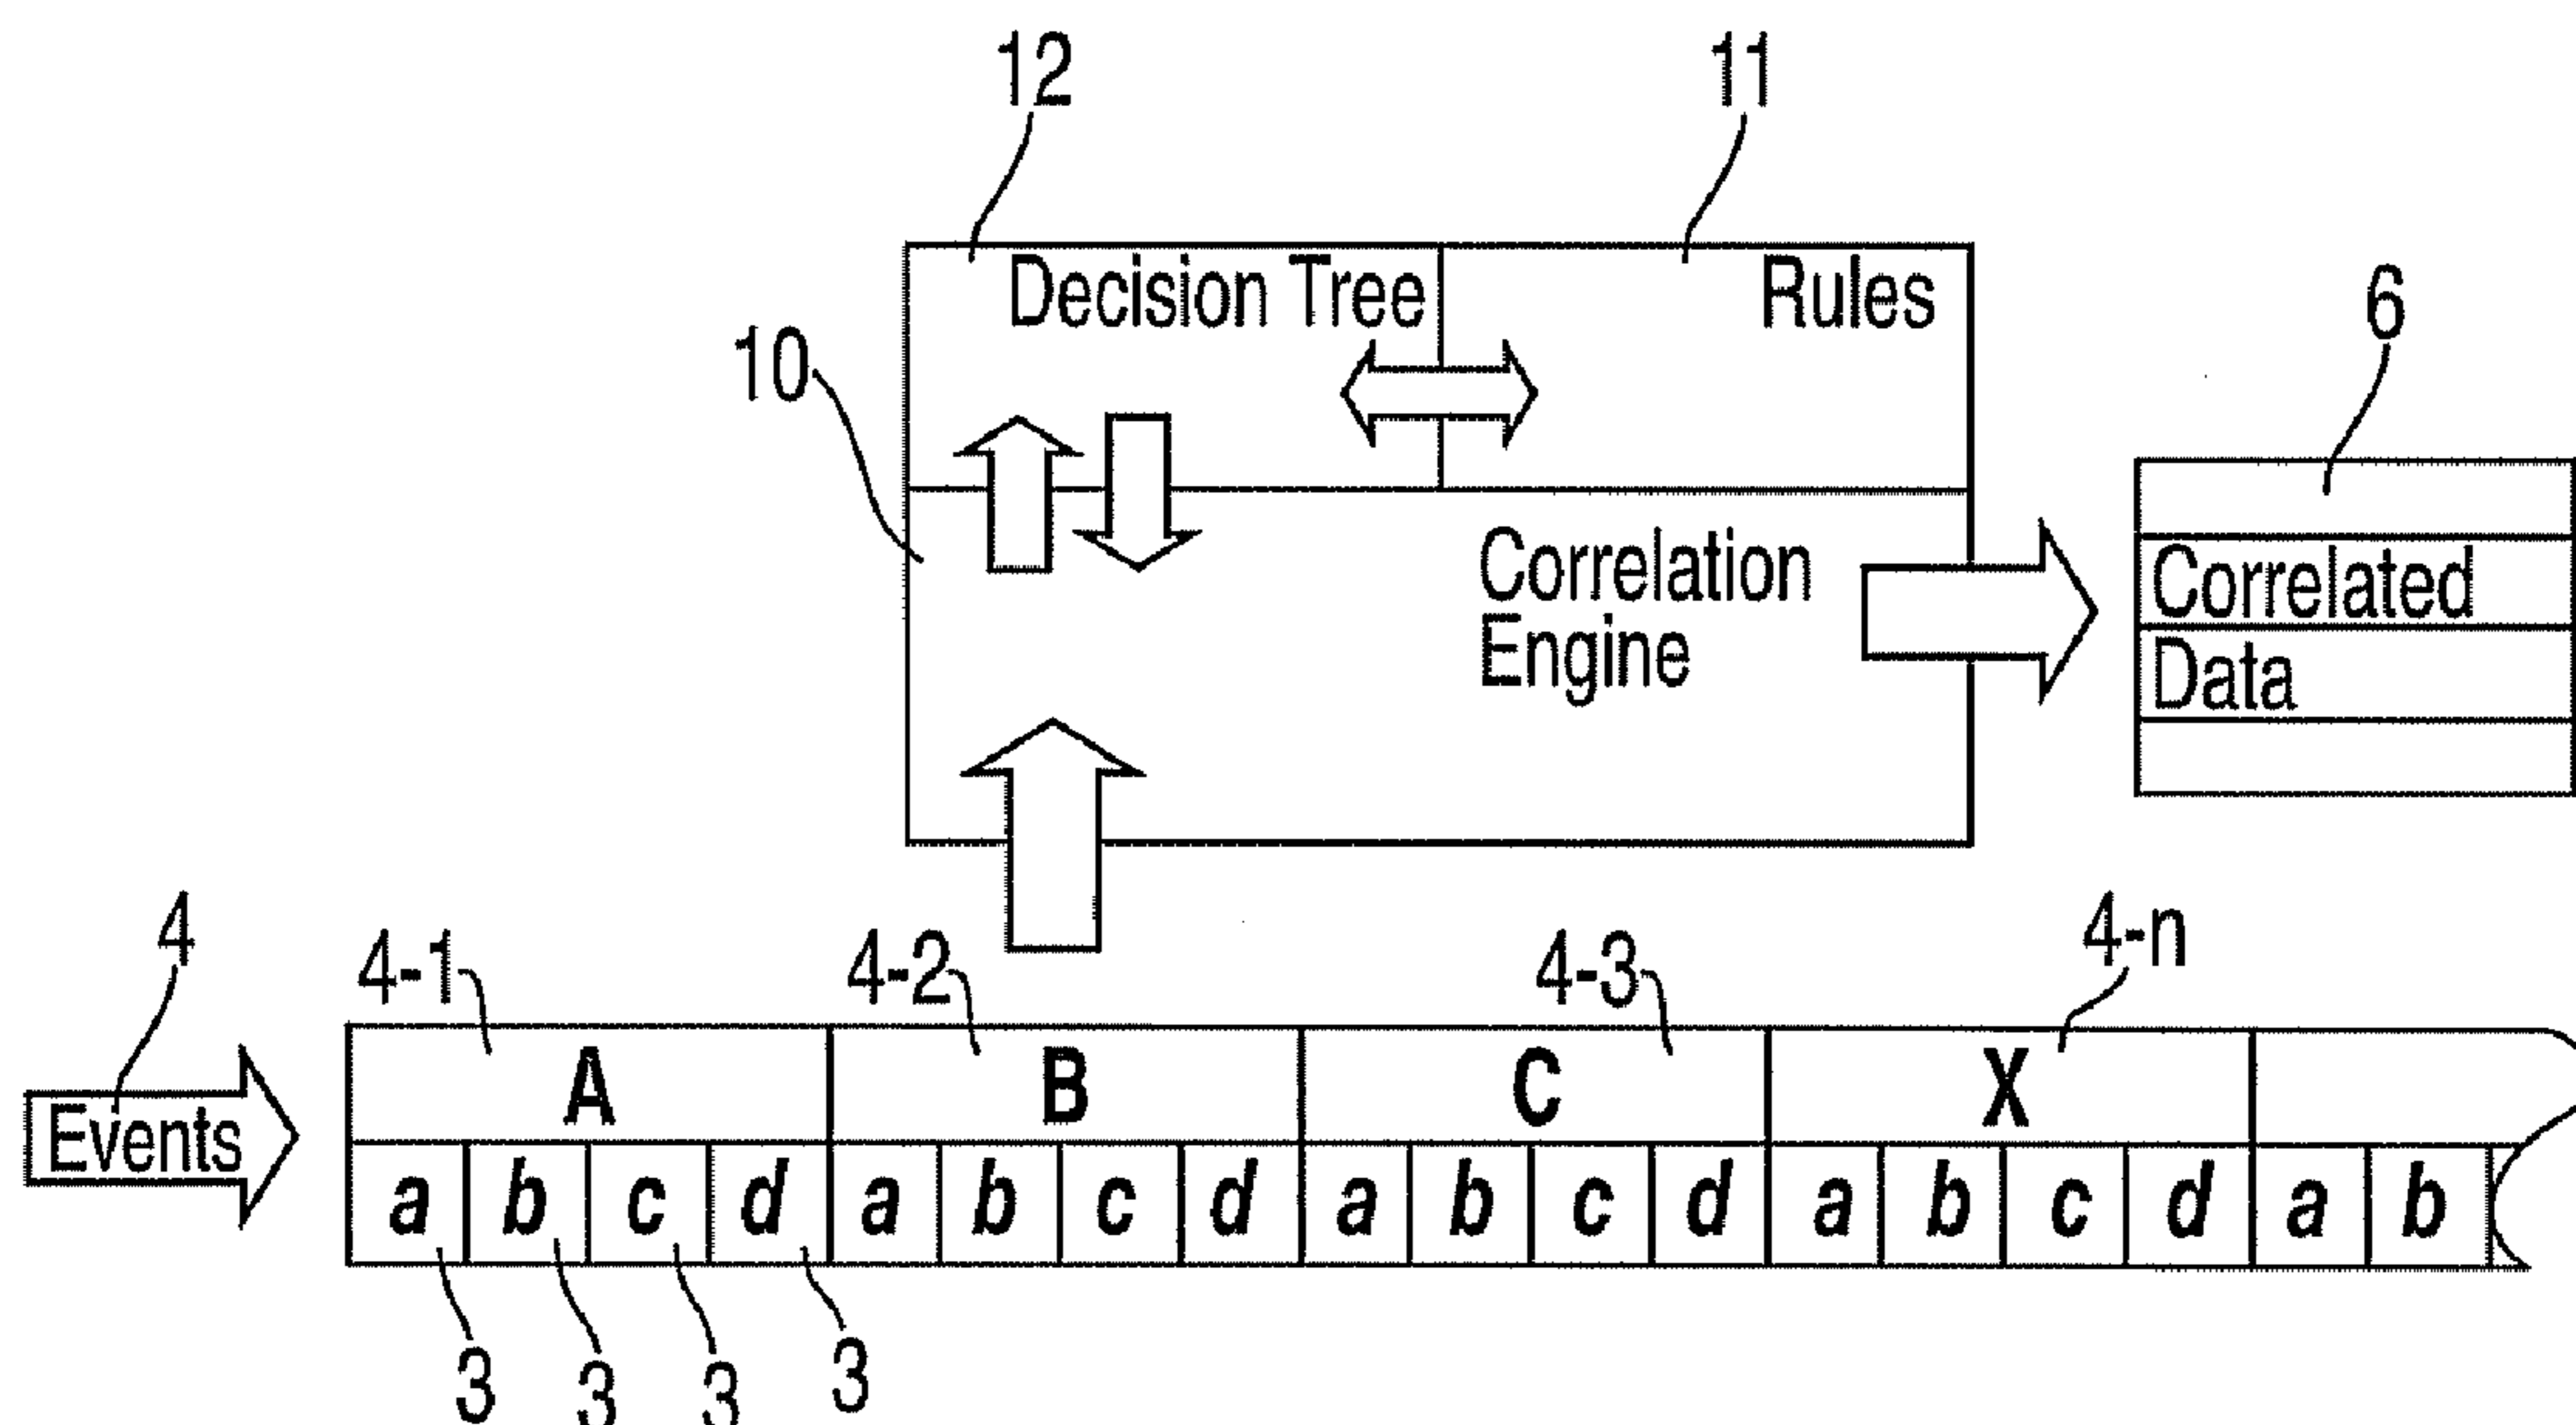 12
11
Decision Tree
Rules
10
6
Correlation
Engine
Correlated
Data
4
4-1
4-2
4-3
4-n
Events
A
B
C
X
a b c d a b c d a b c d a b c d a b
3
3
3
3